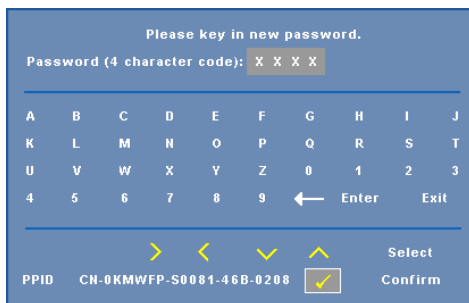 Please key in new password.
Password (4 character code): X X X X
A B C D E F G H I J
K L M N O P Q R S T
U V W X Y Z 0 1 2 3
4 5 6 7 8 9 ← Enter Exit
> < ∨ ∧ Select
PPID CN-0KMWFP-S0081-46B-0208 ✓ Confirm